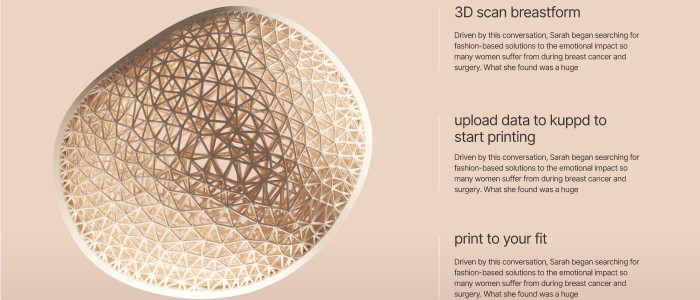 3D scan breastform
Driven by this conversation, Sarah began searching for
fashion-based solutions to the emotional impact so
many women suffer from during breast cancer and
surgery. What she found was a huge
upload data to kuppd to
start printing
Driven by this conversation, Sarah began searching for
fashion-based solutions to the emotional impact so
many women suffer from during breast cancer and
surgery. What she found was a huge
print to your fit
Driven by this conversation, Sarah began searching for
fashion-based solutions to the emotional impact so
many women suffer from during breast cancer and
surgery. What she found was a huge